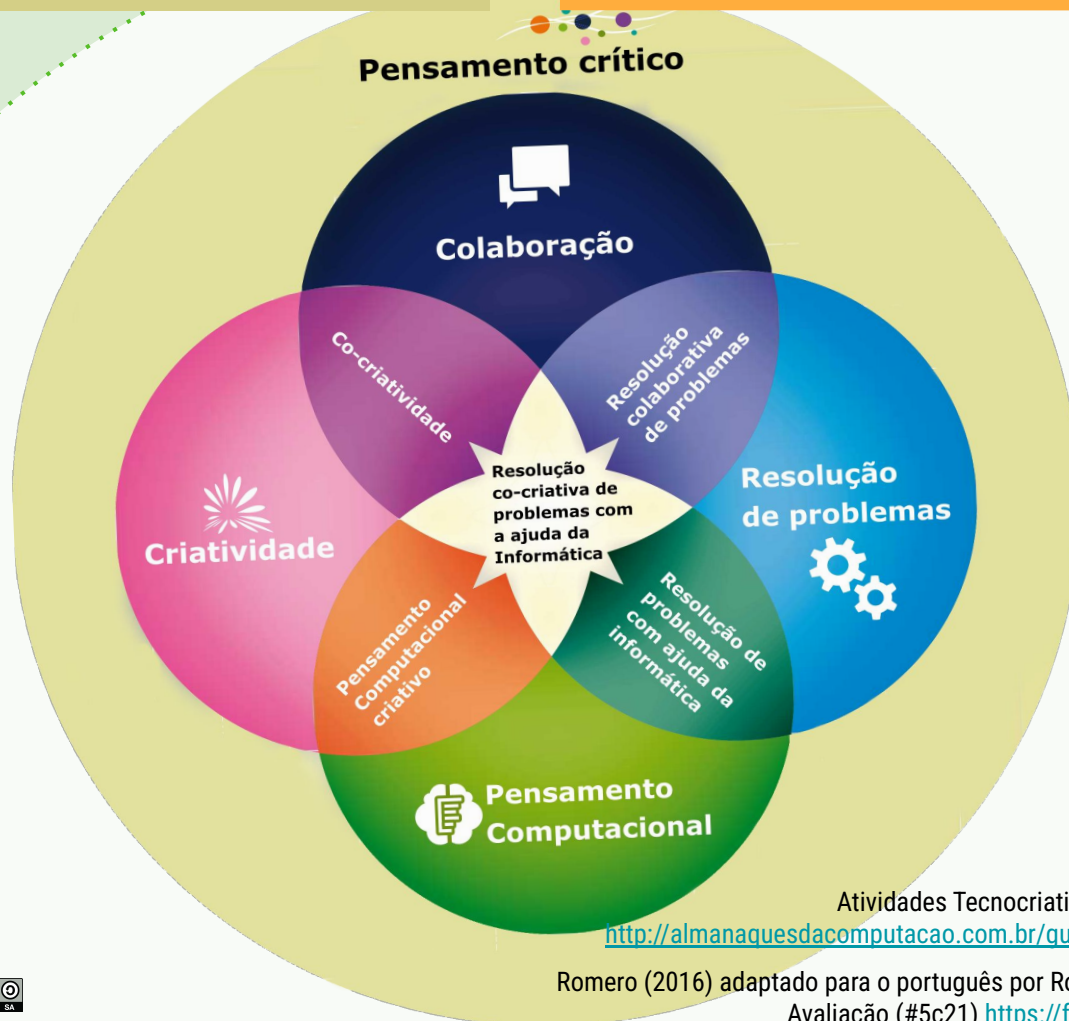 Pensamento crítico
Colaboração
Co-criatividade
Resolução
colaborativa
de problemas
Criatividade
Resolução
co-criativa de
problemas com
a ajuda da
Informática
Resolução
de problemas
Pensamento
Computacional
criativo
Resolução de
problemas
com ajuda da
informática
Pensamento
Computacional
Atividades Tecnocriati
http://almanaquesdacomputacao.com.br/gu
Romero (2016) adaptado para o português por Ro
Avaliação (#5c21) https://f
SA